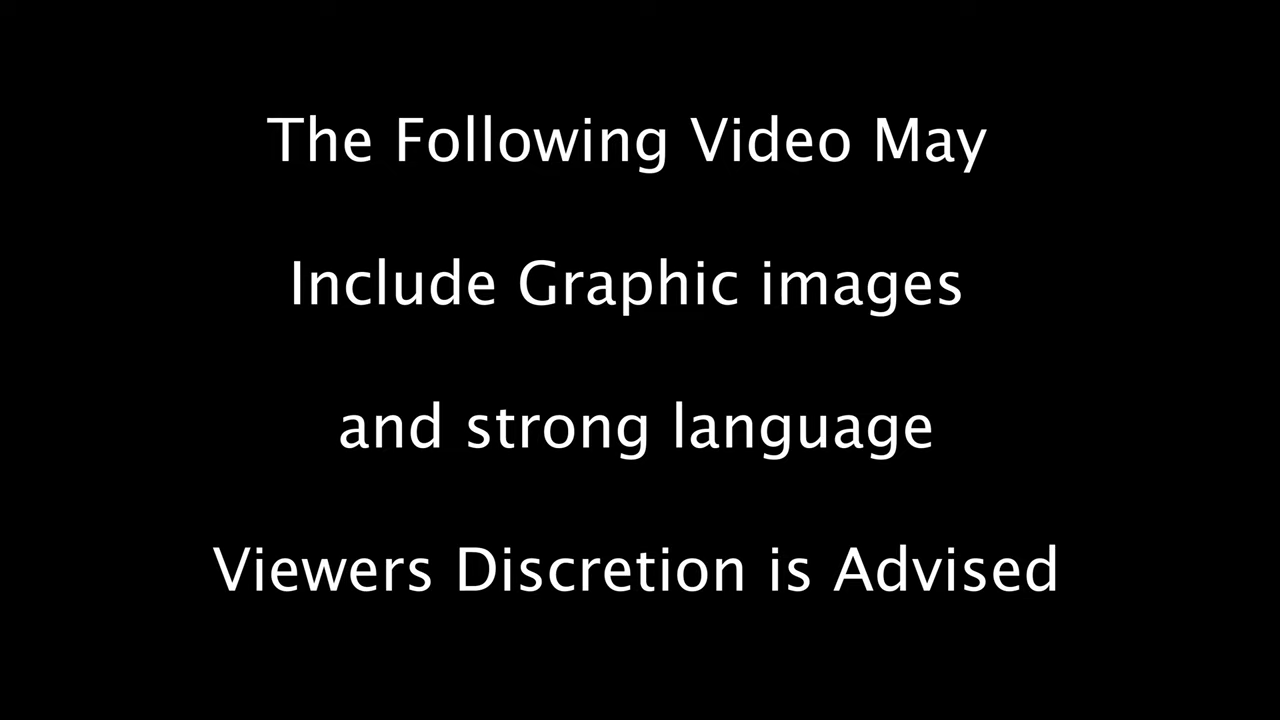 The Following Video May
Include Graphic images
and strong language
Viewers Discretion is Advised